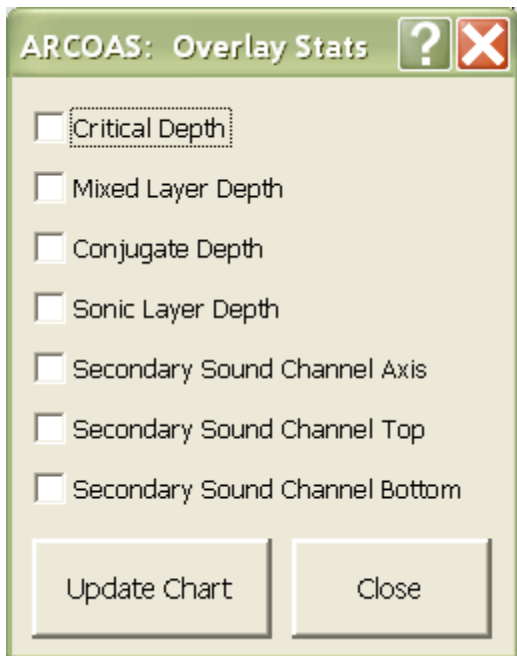 ARCOAS: Overlay Stats ?
Critical Depth
Mixed Layer Depth
Conjugate Depth
Sonic Layer Depth
Secondary Sound Channel Axis
Secondary Sound Channel Top
Secondary Sound Channel Bottom
Update Chart Close